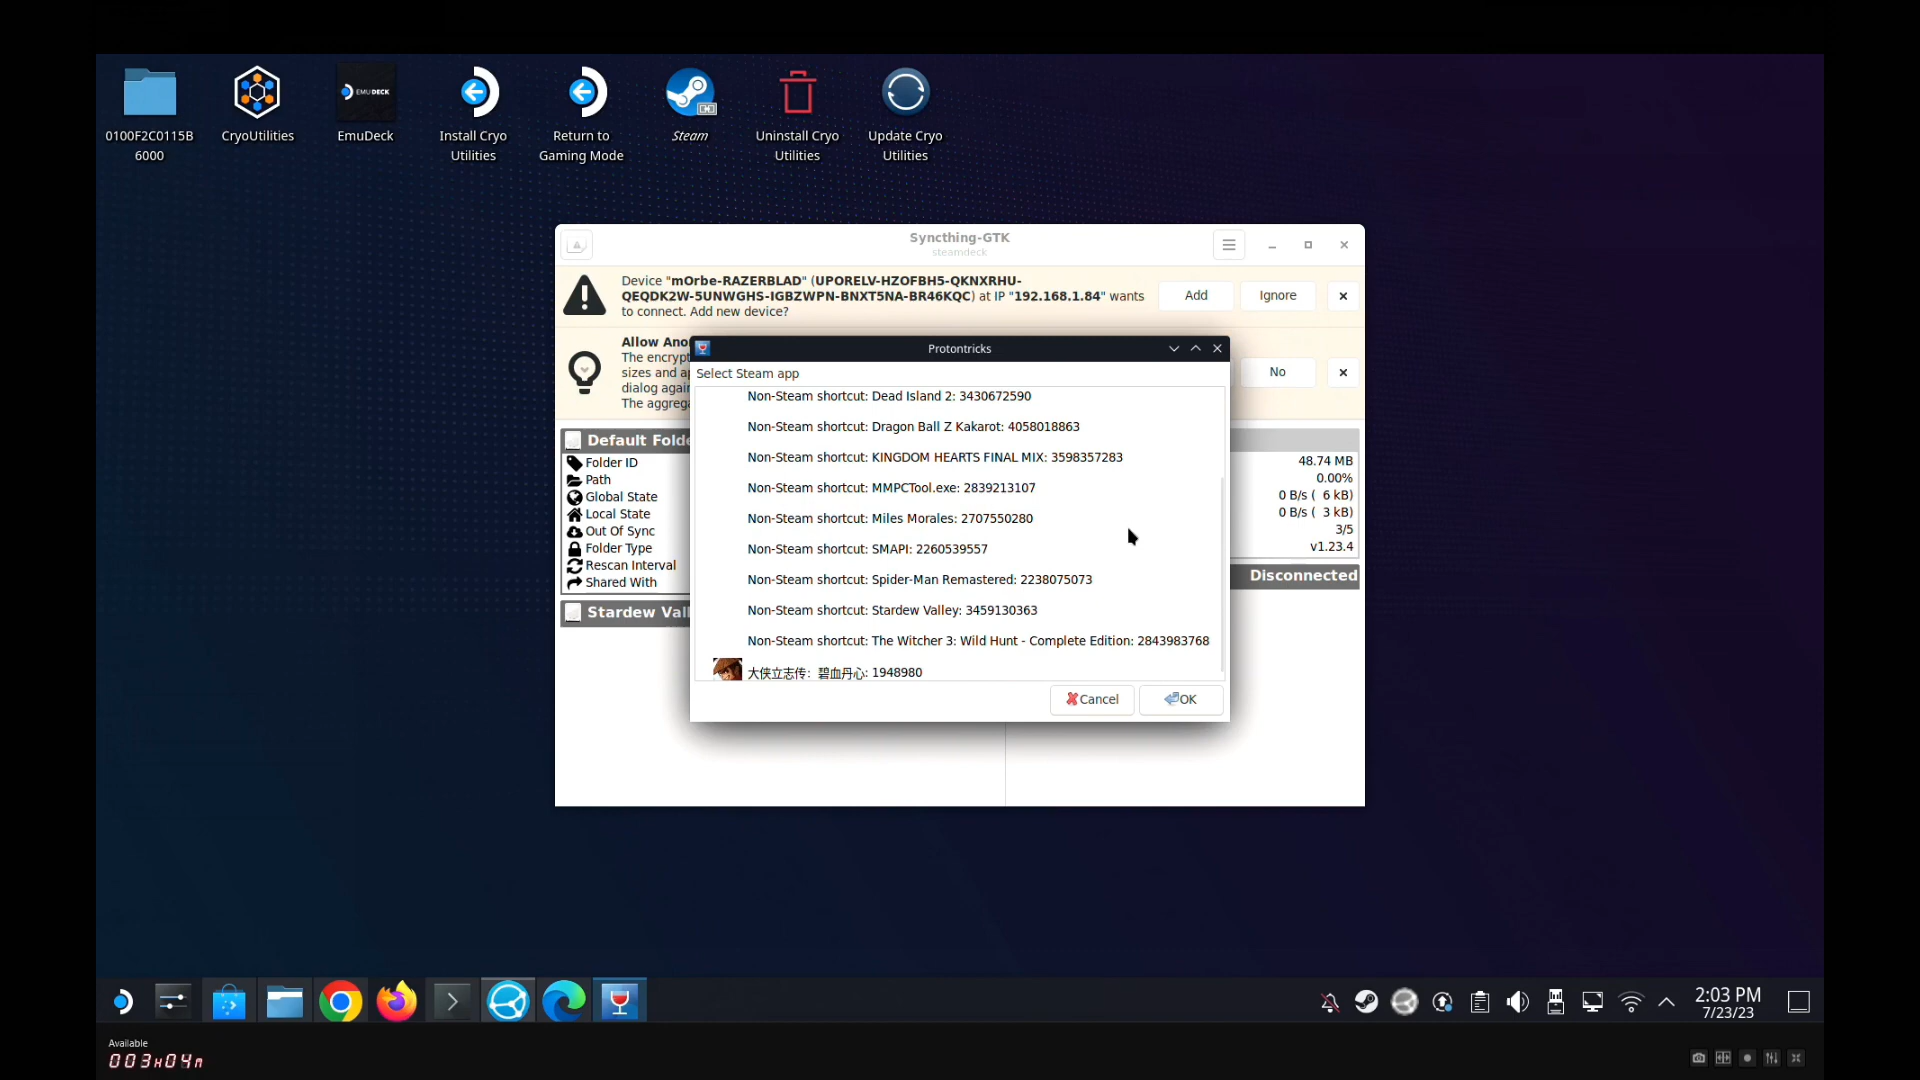 0100F2C0115B
6000
CryoUtilities
EMUDECK
EmuDeck
Install Cryo
Utilities
Return to
Gaming Mode
Steam
Uninstall Cryo
Utilities
Update Cryo
Utilities
Syncthing-GTK
steamdeck
Device "mOrbe-RAZERBLAD" (UPORELV-HZOFBH5-QKNXRHU-
QEQDK2W-5UNWGHS-IGBZWPN-BNXT5NA-BR46KQC) at IP "192.168.1.84" wants
to connect. Add new device?
Add
Ignore
Allow Ano
The encrypt
sizes and ap
dialog again
The aggrega
No
Protontricks
Select Steam app
Non-Steam shortcut: Dead Island 2: 3430672590
Non-Steam shortcut: Dragon Ball Z Kakarot: 4058018863
Non-Steam shortcut: KINGDOM HEARTS FINAL MIX: 3598357283
Non-Steam shortcut: MMPCTool.exe: 2839213107
Non-Steam shortcut: Miles Morales: 2707550280
Non-Steam shortcut: SMAPI: 2260539557
Non-Steam shortcut: Spider-Man Remastered: 2238075073
Non-Steam shortcut: Stardew Valley: 3459130363
Non-Steam shortcut: The Witcher 3: Wild Hunt - Complete Edition: 2843983768
大侠立志传：碧血丹心: 1948980
Cancel
OK
Default Folde
Folder ID
Path
Global State
Local State
Out Of Sync
Folder Type
Rescan Interval
Shared With
Stardew Vall
48.74 MB
0.00%
0 B/s ( 6 kB)
0 B/s ( 3 kB)
3/5
v1.23.4
Disconnected
2:03 PM
7/23/23
Available
003H04m